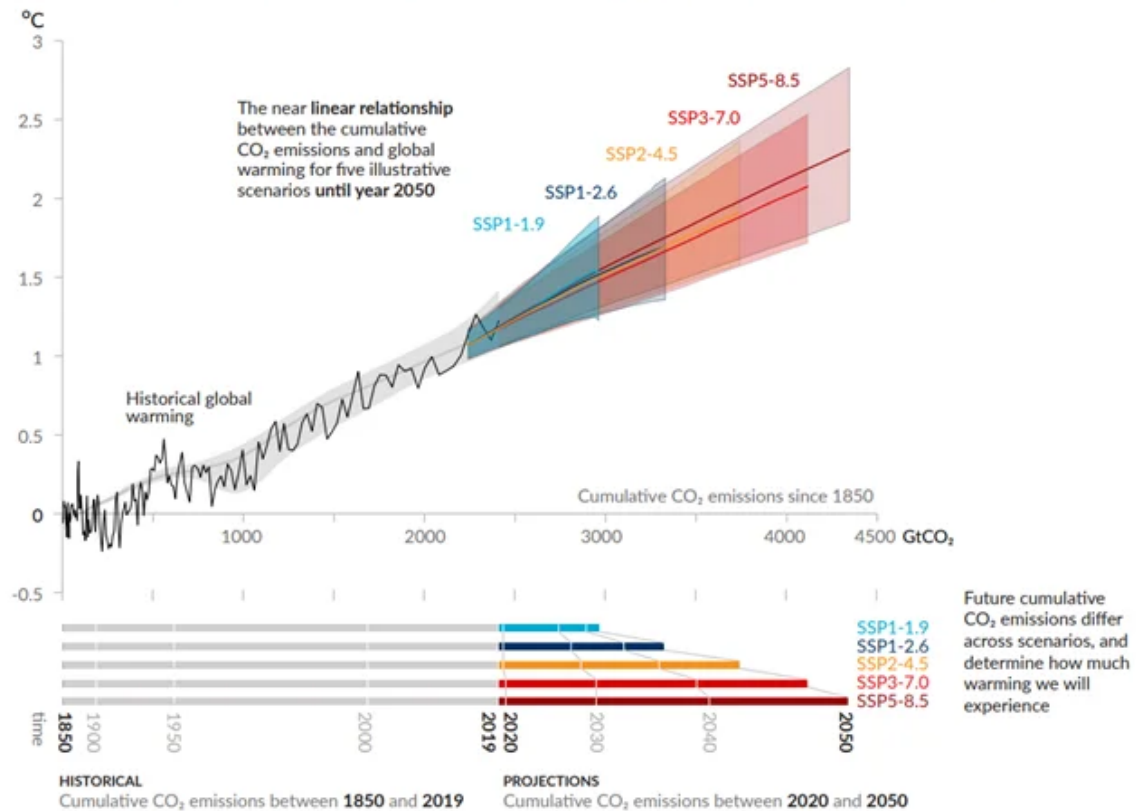 °C
3
SSP5-8.5
The near linear relationship
between the cumulative
CO₂ emissions and global
warming for five illustrative
scenarios until year 2050
2.5
SSP3-7.0
SSP2-4.5
2
SSP1-2.6
SSP1-1.9
1.5
1
Historical global
warming
0.5
Cumulative CO₂ emissions since 1850
0
1000
2000
3000
4000
4500 GtCO₂
-0.5
Future cumulative
CO₂ emissions differ
across scenarios, and
determine how much
warming we will
experience
SSP1-1.9
SSP1-2.6
SSP2-4.5
SSP3-7.0
SSP5-8.5
time
1850
1900
1950
2000
2019
2020
2030
2040
2050
HISTORICAL
Cumulative CO₂ emissions between 1850 and 2019
PROJECTIONS
Cumulative CO₂ emissions between 2020 and 2050